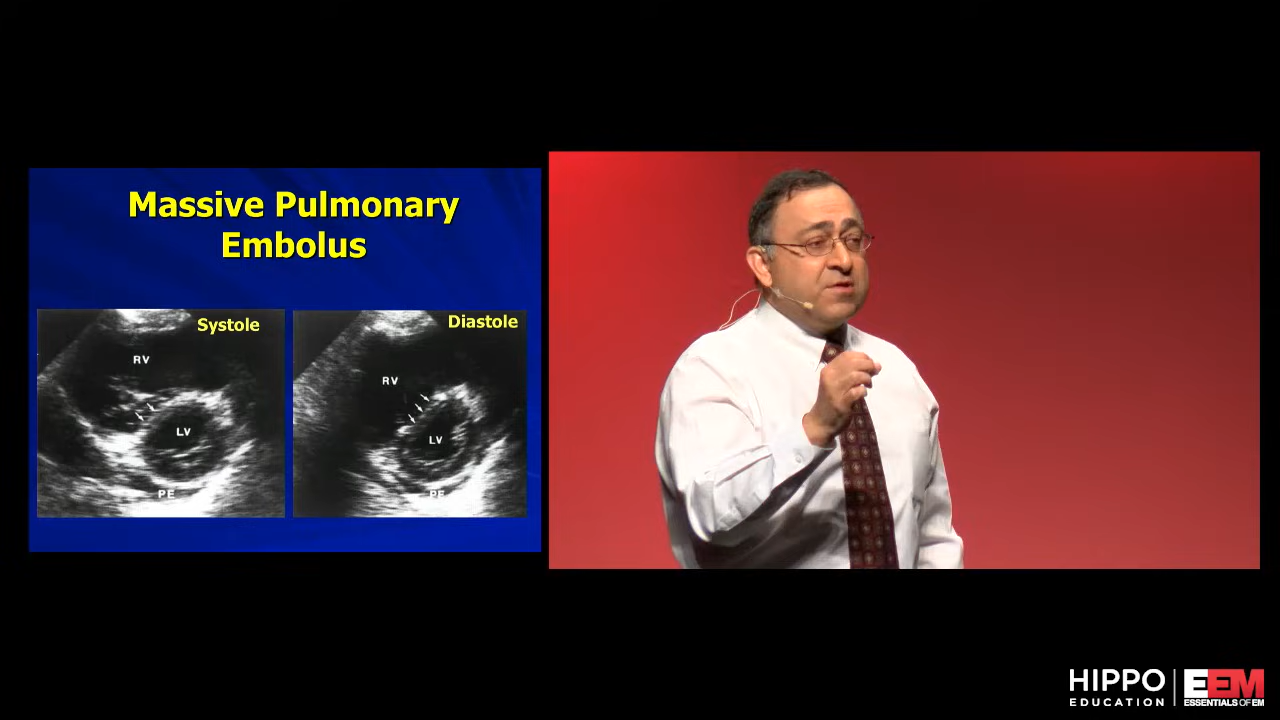 Massive Pulmonary
Embolus
Systole
Diastole
RV
LV
PE
RV
LV
PE
HIPPO
EDUCATION
EEM
ESSENTIALS OF EM